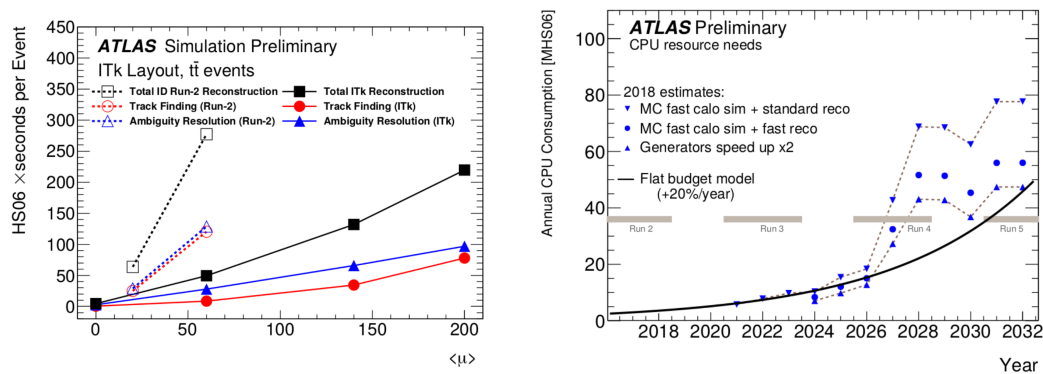 ATLAS Simulation Preliminary
ITk Layout, tt̄ events
Total ID Run-2 Reconstruction
Track Finding (Run-2)
Ambiguity Resolution (Run-2)
Total ITk Reconstruction
Track Finding (ITk)
Ambiguity Resolution (ITk)
HS06 ×seconds per Event
450
400
350
300
250
200
150
100
50
0
0 50 100 150 200
<μ>
ATLAS Preliminary
CPU resource needs
2018 estimates:
MC fast calo sim + standard reco
MC fast calo sim + fast reco
Generators speed up x2
Flat budget model
(+20%/year)
Annual CPU Consumption [MHS06]
100
80
60
40
20
0
Run 2 Run 3 Run 4 Run 5
2018 2020 2022 2024 2026 2028 2030 2032
Year